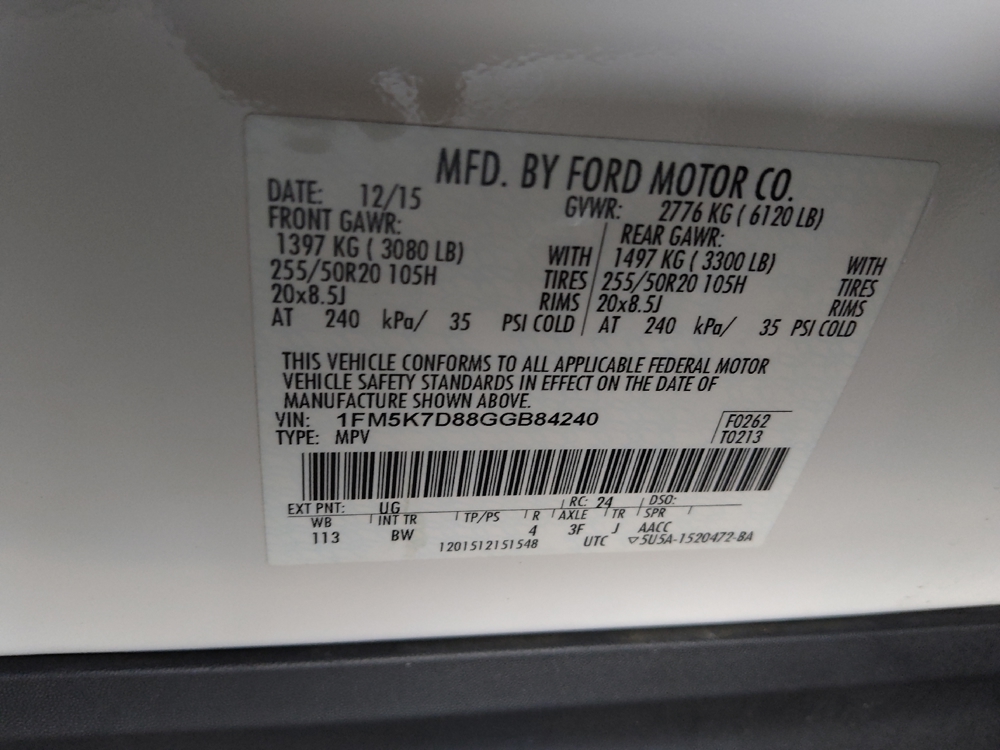 MFD. BY FORD MOTOR CO.
DATE: 12/15 GVWR: 2776 KG ( 6120 LB)
FRONT GAWR: REAR GAWR:
1397 KG ( 3080 LB) WITH 1497 KG ( 3300 LB) WITH
255/50R20 105H TIRES 255/50R20 105H TIRES
20x8.5J RIMS 20x8.5J RIMS
AT 240 kPa/ 35 PSI COLD AT 240 kPa/ 35 PSI COLD
THIS VEHICLE CONFORMS TO ALL APPLICABLE FEDERAL MOTOR
VEHICLE SAFETY STANDARDS IN EFFECT ON THE DATE OF
MANUFACTURE SHOWN ABOVE.
VIN: 1FM5K7D88GGB84240 F0262
TYPE: MPV T0213
EXT PNT: UG RC: 24 DSO:
WB INT TR TP/PS R AXLE TR SPR
113 BW 4 3F J AACC
1201512151548 UTC ▽5U5A-1520472-BA